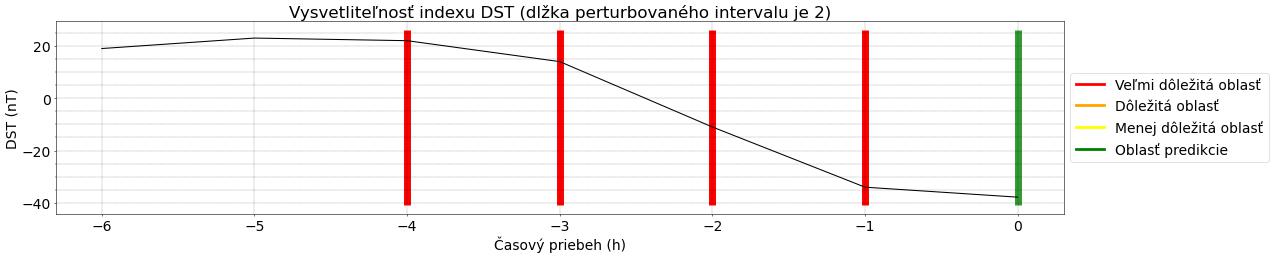 Vysvetliteľnosť indexu DST (dĺžka perturbovaného intervalu je 2)
DST (nT)
20
0
−20
−40
−6 −5 −4 −3 −2 −1 0
Časový priebeh (h)
Veľmi dôležitá oblasť
Dôležitá oblasť
Menej dôležitá oblasť
Oblasť predikcie